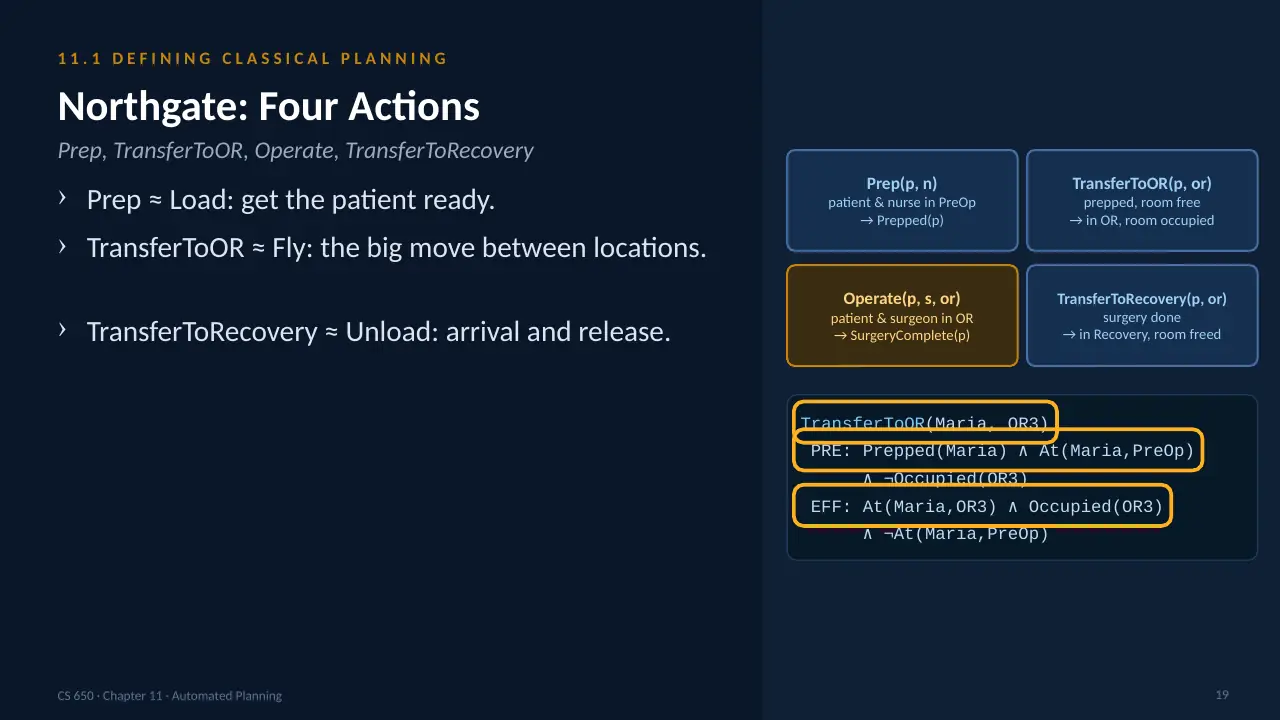 11.1 DEFINING CLASSICAL PLANNING
Northgate: Four Actions
Prep, TransferToOR, Operate, TransferToRecovery
› Prep ≈ Load: get the patient ready.
› TransferToOR ≈ Fly: the big move between locations.
› TransferToRecovery ≈ Unload: arrival and release.
Prep(p, n)
patient & nurse in PreOp
→ Prepped(p)
TransferToOR(p, or)
prepped, room free
→ in OR, room occupied
Operate(p, s, or)
patient & surgeon in OR
→ SurgeryComplete(p)
TransferToRecovery(p, or)
surgery done
→ in Recovery, room freed
TransferToOR(Maria, OR3)
PRE: Prepped(Maria) ∧ At(Maria,PreOp)
∧ ¬Occupied(OR3)
EFF: At(Maria,OR3) ∧ Occupied(OR3)
∧ ¬At(Maria,PreOp)
CS 650 · Chapter 11 · Automated Planning
19